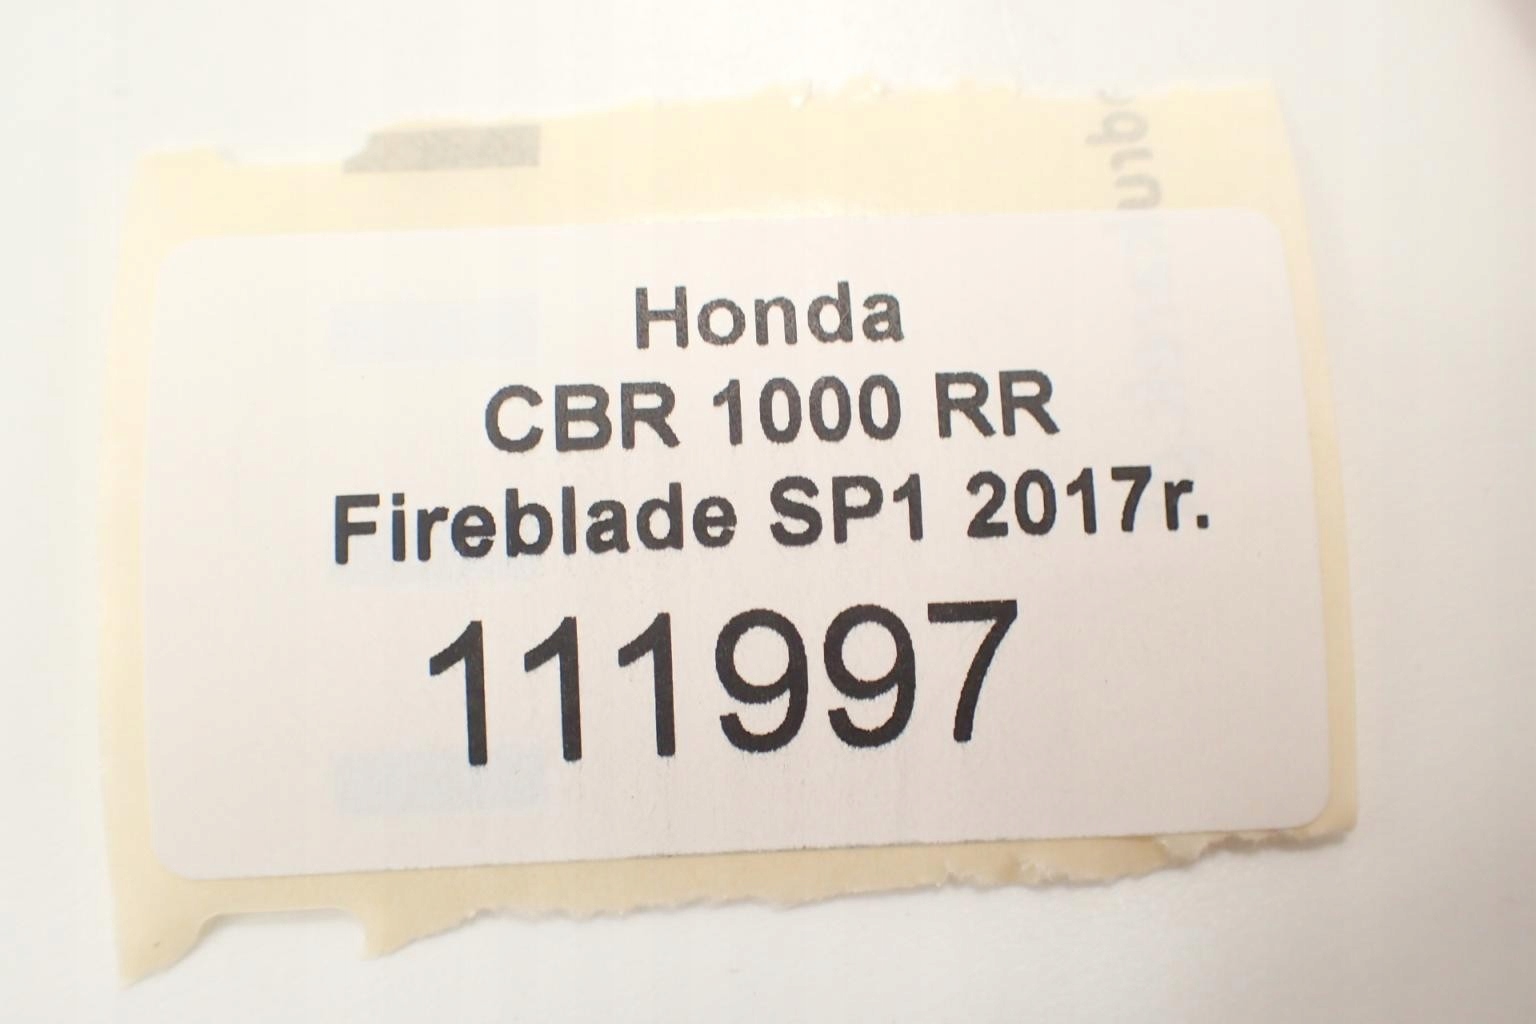 Honda
CBR 1000 RR
Fireblade SP1 2017r.
111997